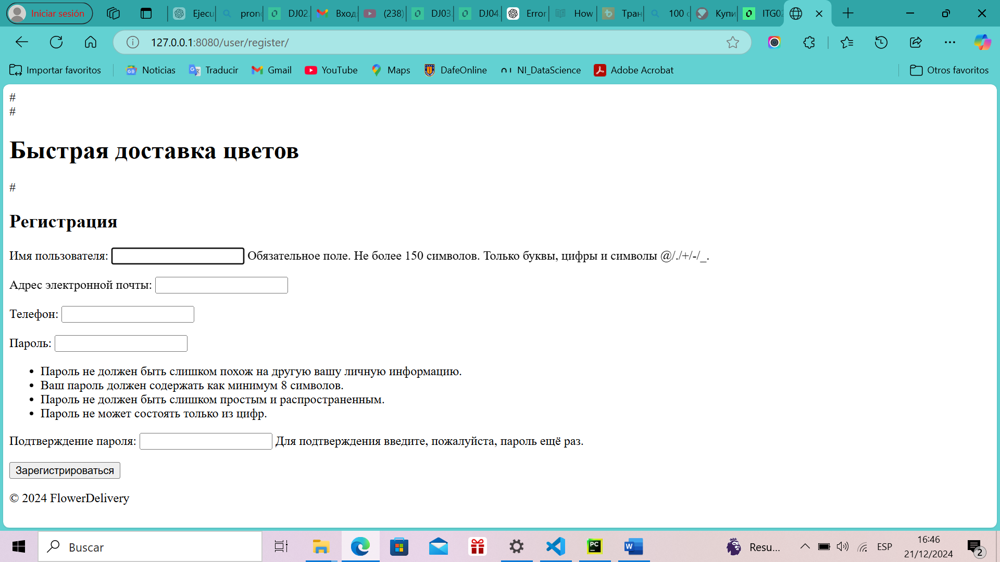 Iniciar sesión
Ejecu
pron
DJ02.
Вход
(238)
DJ03
DJ04.
Error
How
Тран
100
Купи
ITG02
127.0.0.1:8080/user/register/
Importar favoritos
Noticias
Traducir
Gmail
YouTube
Maps
DafeOnline
NI_DataScience
Adobe Acrobat
Otros favoritos
#
#
Быстрая доставка цветов
#
Регистрация
Имя пользователя: Обязательное поле. Не более 150 символов. Только буквы, цифры и символы @/./+/-/_.
Адрес электронной почты:
Телефон:
Пароль:
• Пароль не должен быть слишком похож на другую вашу личную информацию.
• Ваш пароль должен содержать как минимум 8 символов.
• Пароль не должен быть слишком простым и распространенным.
• Пароль не может состоять только из цифр.
Подтверждение пароля: Для подтверждения введите, пожалуйста, пароль ещё раз.
Зарегистрироваться
© 2024 FlowerDelivery
Buscar
PC
W
Resu...
ESP
16:46
21/12/2024
2